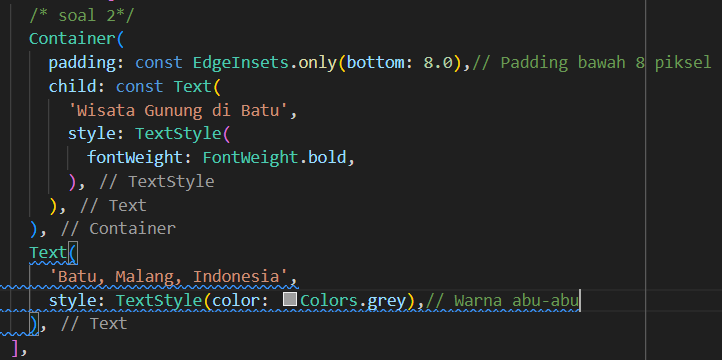 /* soal 2*/
Container(
padding: const EdgeInsets.only(bottom: 8.0),// Padding bawah 8 piksel
child: const Text(
'Wisata Gunung di Batu',
style: TextStyle(
fontWeight: FontWeight.bold,
), // TextStyle
), // Text
), // Container
Text(
'Batu, Malang, Indonesia',
style: TextStyle(color: Colors.grey),// Warna abu-abu
), // Text
],